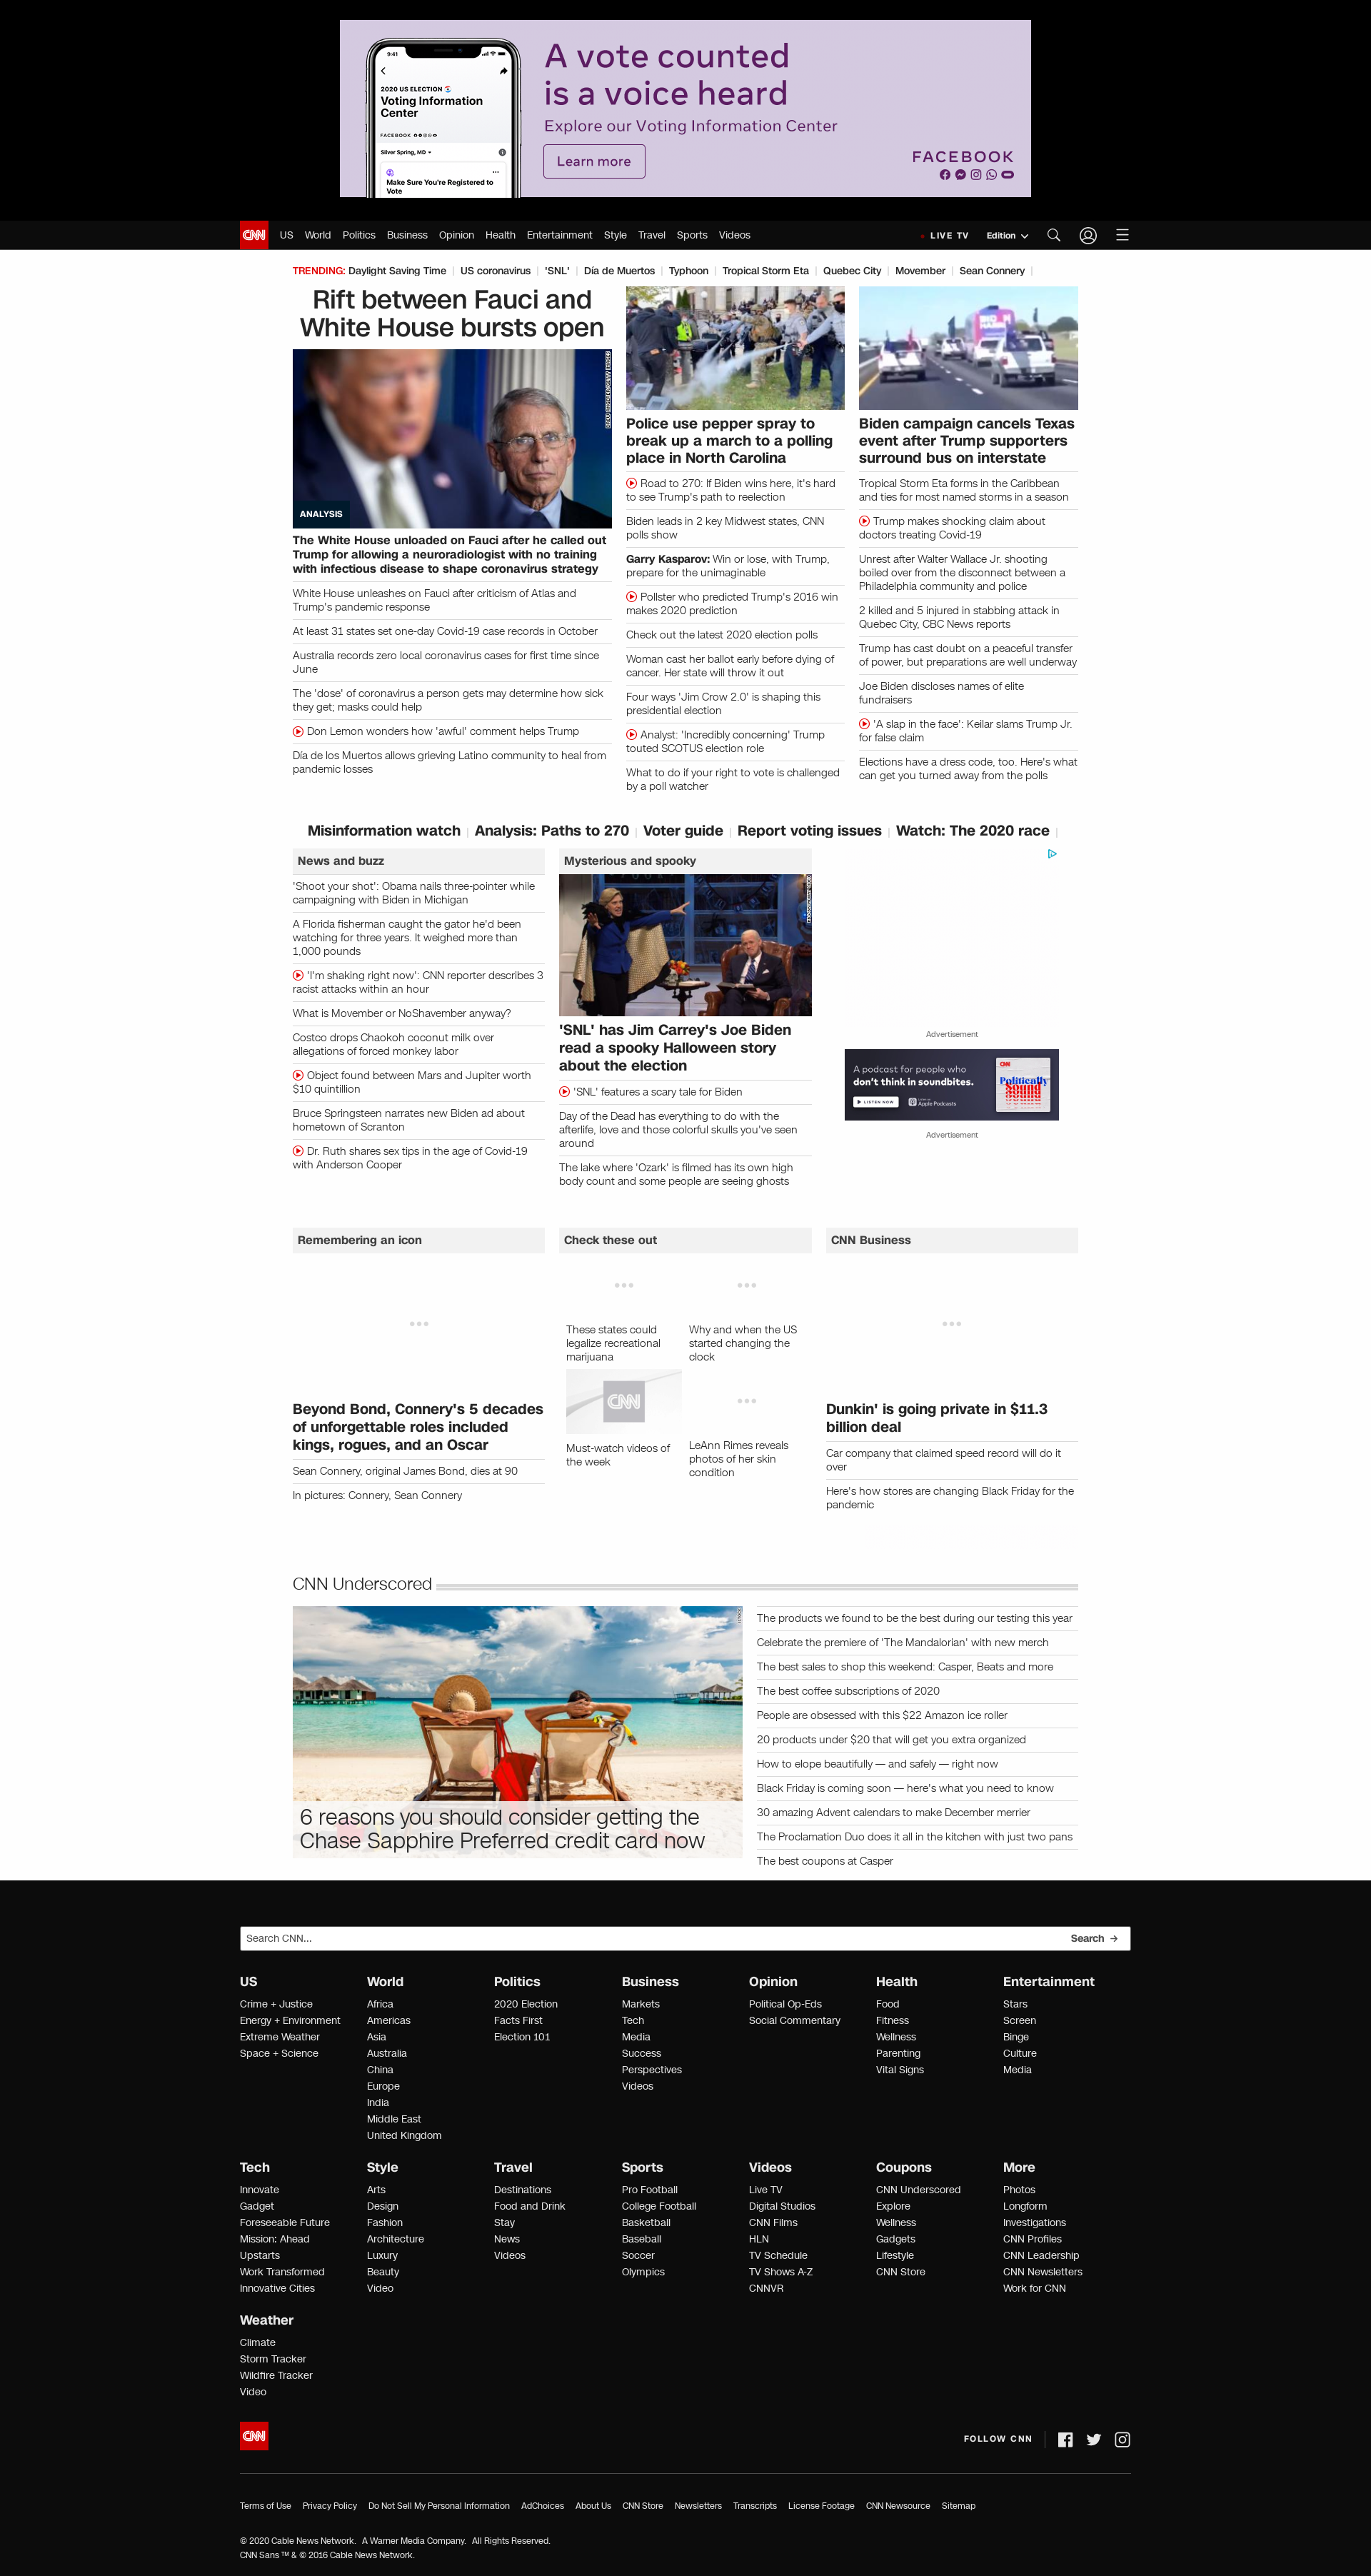 9:41
2020 US ELECTION
Voting Information
Center
FACEBOOK
Silver Spring, MD
Make Sure You're Registered to
Vote
A vote counted
is a voice heard
Explore our Voting Information Center
Learn more
FACEBOOK
CNN US World Politics Business Opinion Health Entertainment Style Travel Sports Videos LIVE TV Edition
TRENDING: Daylight Saving Time | US coronavirus | 'SNL' | Día de Muertos | Typhoon | Tropical Storm Eta | Quebec City | Movember | Sean Connery |
Rift between Fauci and
White House bursts open
ANALYSIS
The White House unloaded on Fauci after he called out
Trump for allowing a neuroradiologist with no training
with infectious disease to shape coronavirus strategy
White House unleashes on Fauci after criticism of Atlas and
Trump's pandemic response
At least 31 states set one-day Covid-19 case records in October
Australia records zero local coronavirus cases for first time since
June
The 'dose' of coronavirus a person gets may determine how sick
they get; masks could help
Don Lemon wonders how 'awful' comment helps Trump
Día de los Muertos allows grieving Latino community to heal from
pandemic losses
Police use pepper spray to
break up a march to a polling
place in North Carolina
Road to 270: If Biden wins here, it's hard
to see Trump's path to reelection
Biden leads in 2 key Midwest states, CNN
polls show
Garry Kasparov: Win or lose, with Trump,
prepare for the unimaginable
Pollster who predicted Trump's 2016 win
makes 2020 prediction
Check out the latest 2020 election polls
Woman cast her ballot early before dying of
cancer. Her state will throw it out
Four ways 'Jim Crow 2.0' is shaping this
presidential election
Analyst: 'Incredibly concerning' Trump
touted SCOTUS election role
What to do if your right to vote is challenged
by a poll watcher
Biden campaign cancels Texas
event after Trump supporters
surround bus on interstate
Tropical Storm Eta forms in the Caribbean
and ties for most named storms in a season
Trump makes shocking claim about
doctors treating Covid-19
Unrest after Walter Wallace Jr. shooting
boiled over from the disconnect between a
Philadelphia community and police
2 killed and 5 injured in stabbing attack in
Quebec City, CBC News reports
Trump has cast doubt on a peaceful transfer
of power, but preparations are well underway
Joe Biden discloses names of elite
fundraisers
'A slap in the face': Keilar slams Trump Jr.
for false claim
Elections have a dress code, too. Here's what
can get you turned away from the polls
Misinformation watch | Analysis: Paths to 270 | Voter guide | Report voting issues | Watch: The 2020 race |
News and buzz
'Shoot your shot': Obama nails three-pointer while
campaigning with Biden in Michigan
A Florida fisherman caught the gator he'd been
watching for three years. It weighed more than
1,000 pounds
'I'm shaking right now': CNN reporter describes 3
racist attacks within an hour
What is Movember or NoShavember anyway?
Costco drops Chaokoh coconut milk over
allegations of forced monkey labor
Object found between Mars and Jupiter worth
$10 quintillion
Bruce Springsteen narrates new Biden ad about
hometown of Scranton
Dr. Ruth shares sex tips in the age of Covid-19
with Anderson Cooper
Mysterious and spooky
'SNL' has Jim Carrey's Joe Biden
read a spooky Halloween story
about the election
'SNL' features a scary tale for Biden
Day of the Dead has everything to do with the
afterlife, love and those colorful skulls you've seen
around
The lake where 'Ozark' is filmed has its own high
body count and some people are seeing ghosts
Advertisement
A podcast for people who
don't think in soundbites.
LISTEN NOW
Apple Podcasts
CNN
Politically
Sound
Advertisement
Remembering an icon
Beyond Bond, Connery's 5 decades
of unforgettable roles included
kings, rogues, and an Oscar
Sean Connery, original James Bond, dies at 90
In pictures: Connery, Sean Connery
Check these out
These states could
legalize recreational
marijuana
Why and when the US
started changing the
clock
CNN
Must-watch videos of
the week
LeAnn Rimes reveals
photos of her skin
condition
CNN Business
Dunkin' is going private in $11.3
billion deal
Car company that claimed speed record will do it
over
Here's how stores are changing Black Friday for the
pandemic
CNN Underscored
6 reasons you should consider getting the
Chase Sapphire Preferred credit card now
The products we found to be the best during our testing this year
Celebrate the premiere of 'The Mandalorian' with new merch
The best sales to shop this weekend: Casper, Beats and more
The best coffee subscriptions of 2020
People are obsessed with this $22 Amazon ice roller
20 products under $20 that will get you extra organized
How to elope beautifully — and safely — right now
Black Friday is coming soon — here's what you need to know
30 amazing Advent calendars to make December merrier
The Proclamation Duo does it all in the kitchen with just two pans
The best coupons at Casper
Search CNN... Search →
US
Crime + Justice
Energy + Environment
Extreme Weather
Space + Science
World
Africa
Americas
Asia
Australia
China
Europe
India
Middle East
United Kingdom
Politics
2020 Election
Facts First
Election 101
Business
Markets
Tech
Media
Success
Perspectives
Videos
Opinion
Political Op-Eds
Social Commentary
Health
Food
Fitness
Wellness
Parenting
Vital Signs
Entertainment
Stars
Screen
Binge
Culture
Media
Tech
Innovate
Gadget
Foreseeable Future
Mission: Ahead
Upstarts
Work Transformed
Innovative Cities
Style
Arts
Design
Fashion
Architecture
Luxury
Beauty
Video
Travel
Destinations
Food and Drink
Stay
News
Videos
Sports
Pro Football
College Football
Basketball
Baseball
Soccer
Olympics
Videos
Live TV
Digital Studios
CNN Films
HLN
TV Schedule
TV Shows A-Z
CNNVR
Coupons
CNN Underscored
Explore
Wellness
Gadgets
Lifestyle
CNN Store
More
Photos
Longform
Investigations
CNN Profiles
CNN Leadership
CNN Newsletters
Work for CNN
Weather
Climate
Storm Tracker
Wildfire Tracker
Video
CNN
FOLLOW CNN
Terms of Use Privacy Policy Do Not Sell My Personal Information AdChoices About Us CNN Store Newsletters Transcripts License Footage CNN Newsource Sitemap
© 2020 Cable News Network. A Warner Media Company. All Rights Reserved.
CNN Sans ™ & © 2016 Cable News Network.